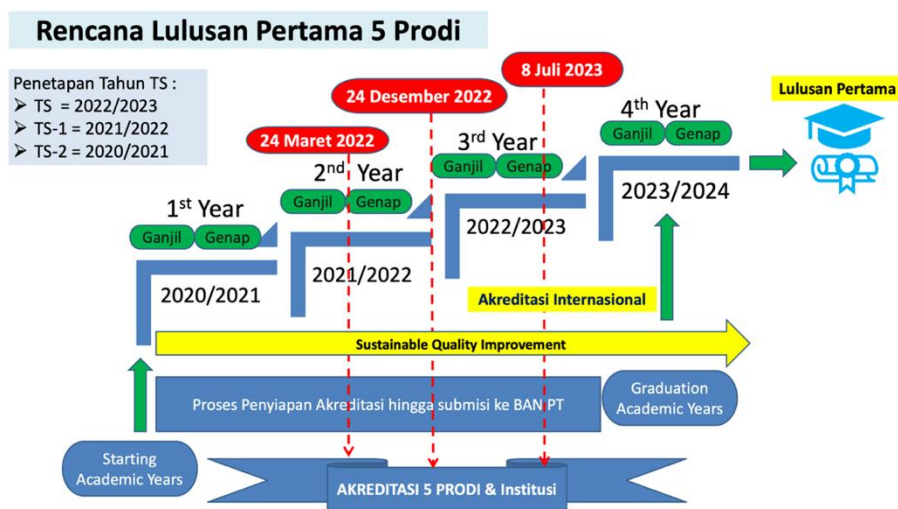 Rencana Lulusan Pertama 5 Prodi
Penetapan Tahun TS :
➢ TS = 2022/2023
➢ TS-1 = 2021/2022
➢ TS-2 = 2020/2021
24 Maret 2022
24 Desember 2022
8 Juli 2023
Lulusan Pertama
1st Year
Ganjil Genap
2020/2021
2nd Year
Ganjil Genap
2021/2022
3rd Year
Ganjil Genap
2022/2023
4th Year
Ganjil Genap
2023/2024
Akreditasi Internasional
Sustainable Quality Improvement
Proses Penyiapan Akreditasi hingga submisi ke BAN PT
Graduation
Academic Years
Starting
Academic Years
AKREDITASI 5 PRODI & Institusi